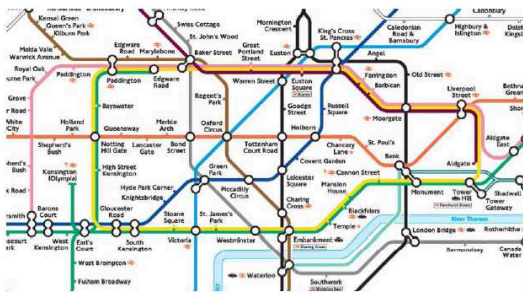 Swiss Cottage
St. John's Wood
Mornington
Crescent
Canonbury
Kensal Green
Queen's Park
Kilburn Park
Maida Vale
Warwick Avenue
Edgware
Road
Marylebone
Baker Street
Great
Portland
Street
Euston
King's Cross
St. Pancras
Caledonian
Road &
Barnsbury
Highbury &
Islington
Angel
Royal Oak
Paddington
Paddington
Edgware
Road
Warren Street
Euston
Square
Farringdon
Barbican
Old Street
Liverpool
Street
Bayswater
Regent's
Park
Goodge
Street
Russell
Square
Moorgate
Holland
Park
Queensway
Marble
Arch
Oxford
Circus
Holborn
Chancery
Lane
St. Paul's
Aldgate
East
Shepherd's
Bush
Notting
Hill Gate
Lancaster
Gate
Bond
Street
Tottenham
Court Road
Covent Garden
Bank
Aldgate
Kensington
(Olympia)
High Street
Kensington
Green
Park
Leicester
Square
Cannon Street
Mansion
House
Hyde Park Corner
Knightsbridge
Piccadilly
Circus
Charing
Cross
Monument
Tower
Hill
Shadwell
Tower
Gateway
Barons
Court
Gloucester
Road
Sloane
Square
St. James's
Park
Blackfriars
Temple
River Thames
West
Kensington
Earl's
Court
South
Kensington
Victoria
Westminster
Embankment
London Bridge
Rotherhithe
West Brompton
Fulham Broadway
Waterloo
Southwark
Bermondsey
Canada
Water